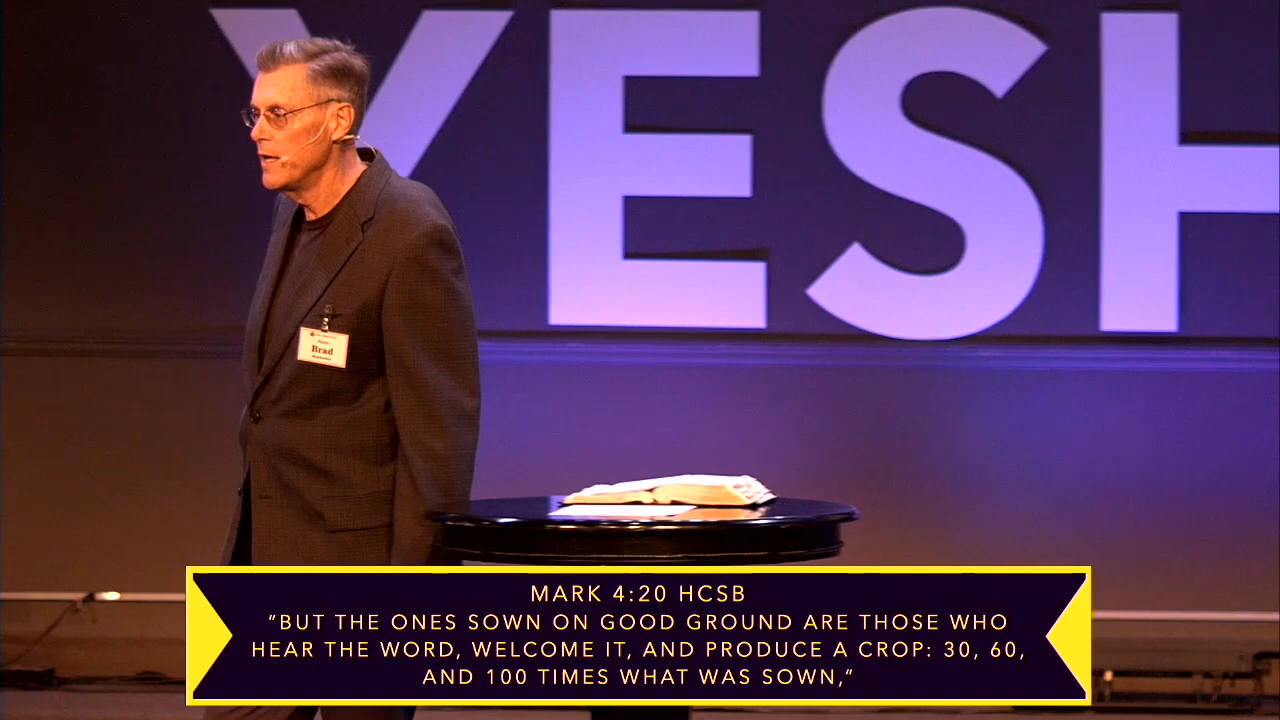 YESH
Brad
MARK 4:20 HCSB
“BUT THE ONES SOWN ON GOOD GROUND ARE THOSE WHO
HEAR THE WORD, WELCOME IT, AND PRODUCE A CROP: 30, 60,
AND 100 TIMES WHAT WAS SOWN,“